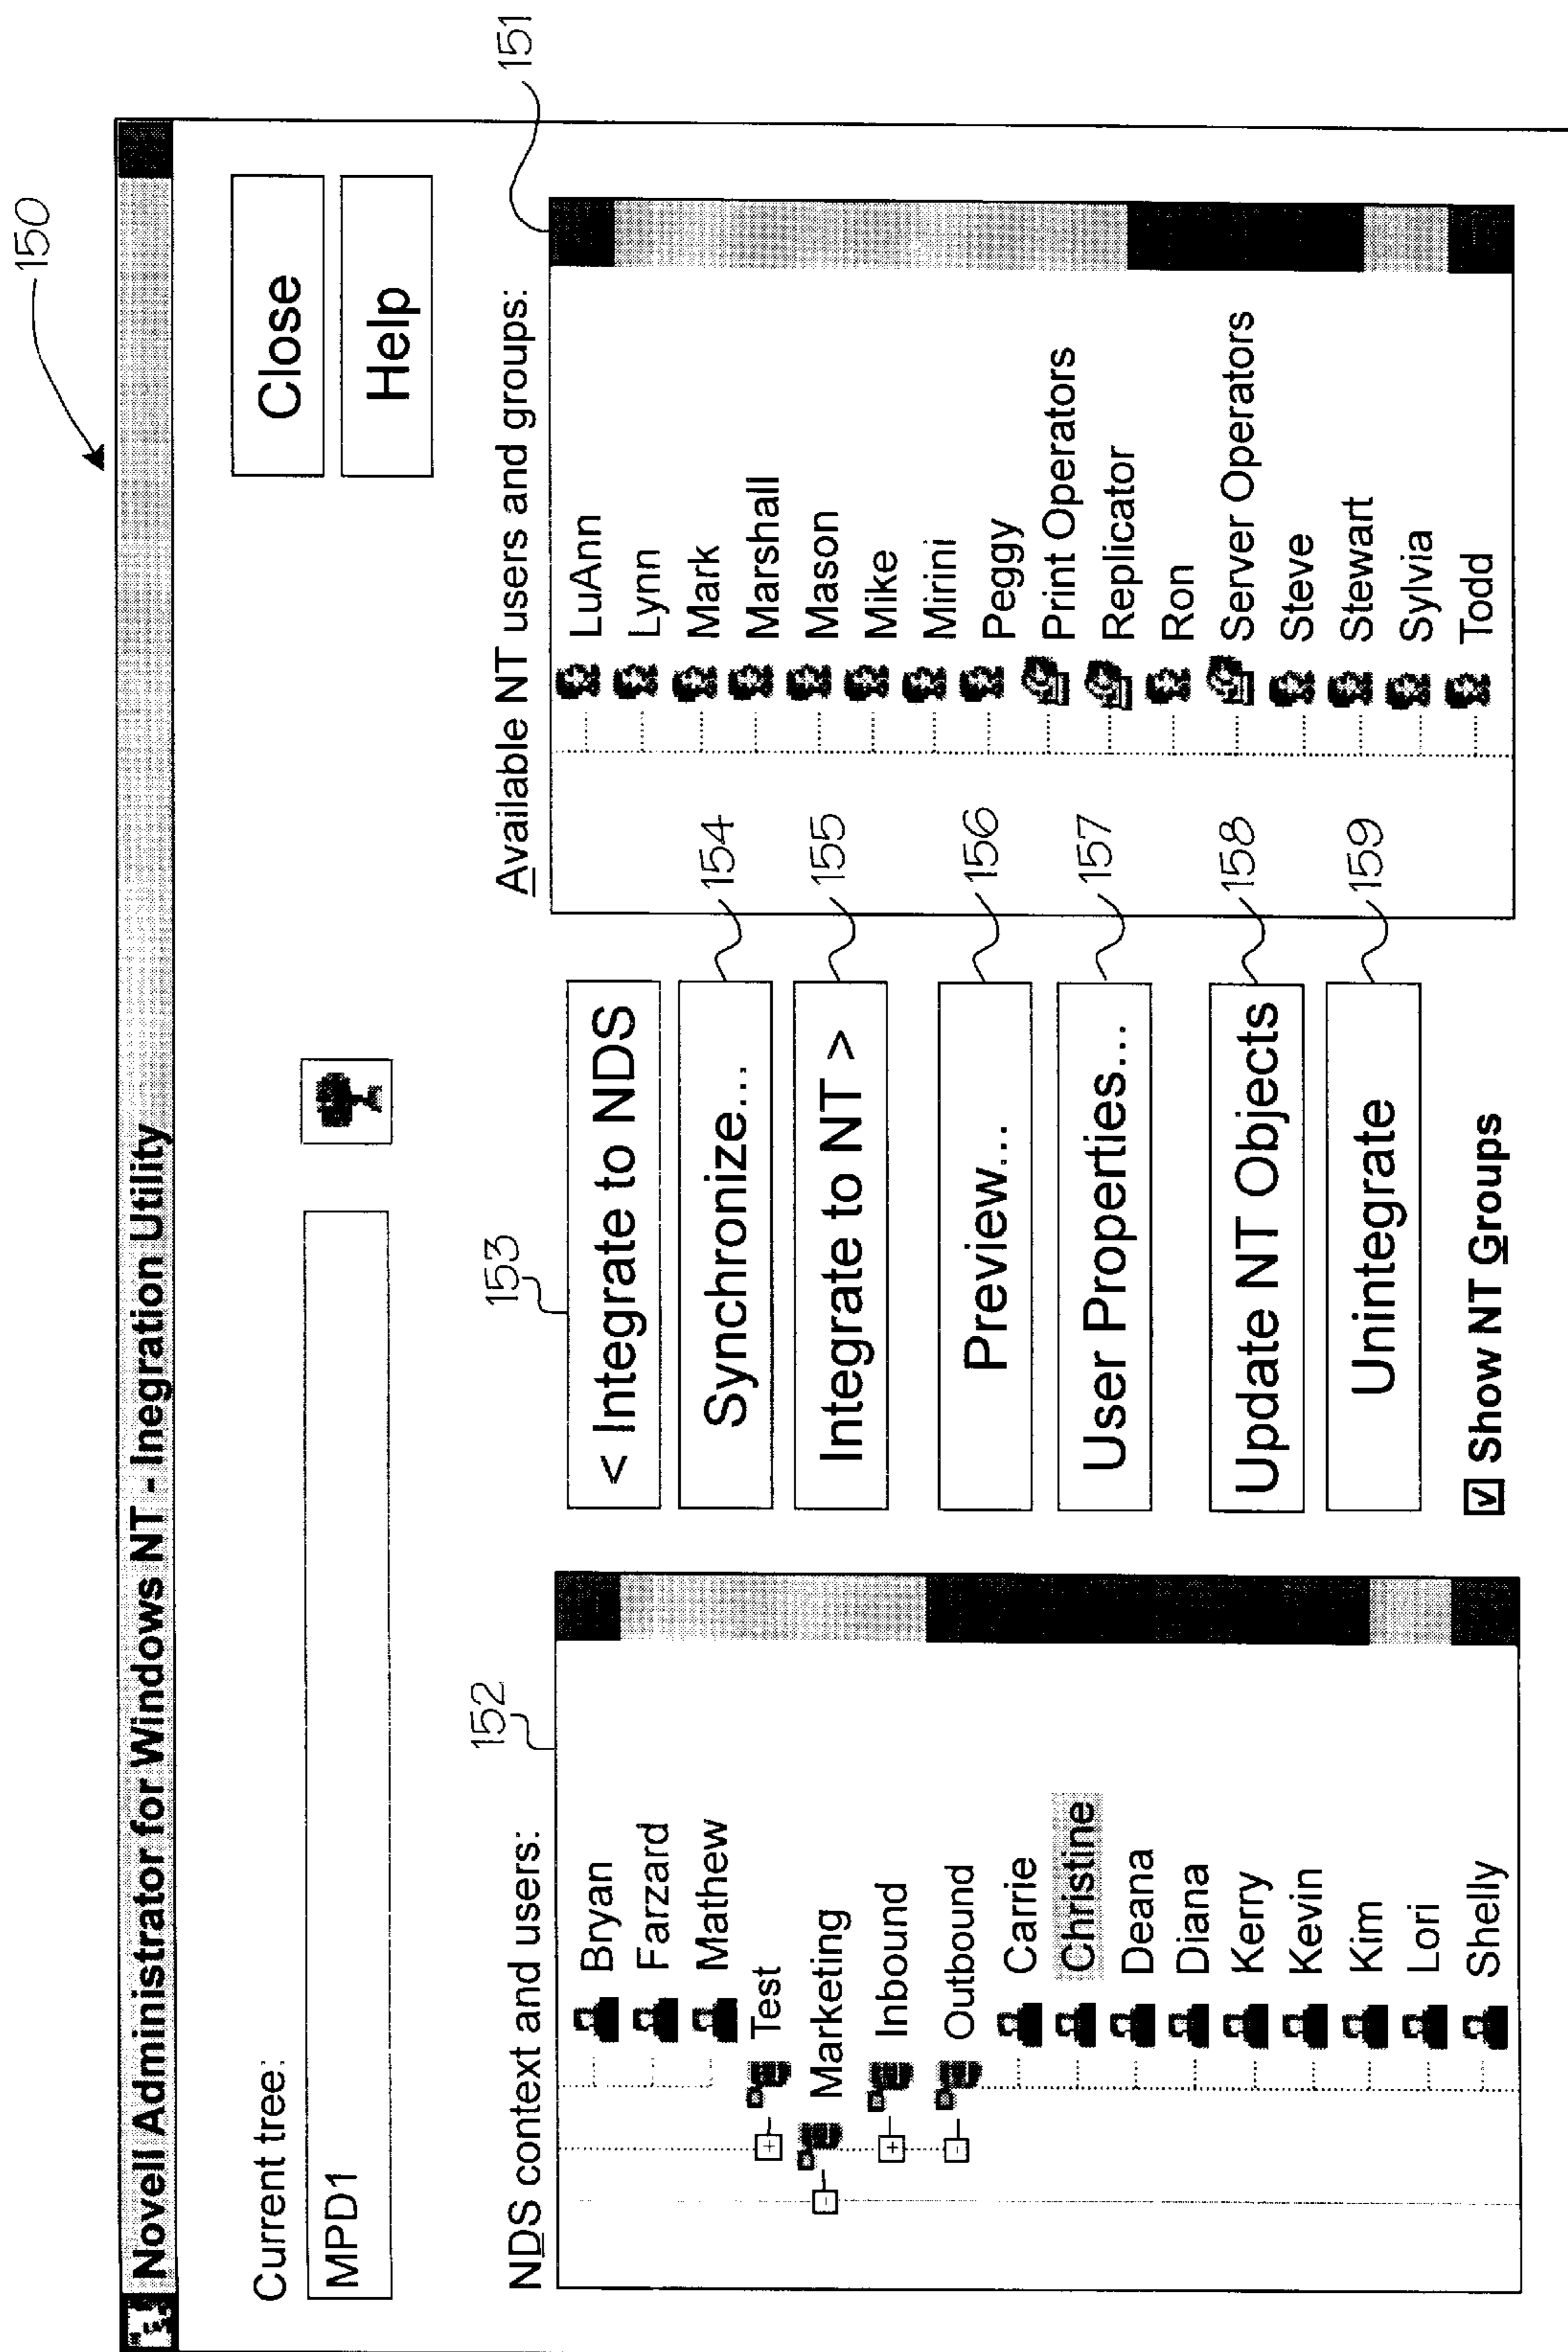 150
Novell Administrator for Windows NT - Inegration Utility
Current tree:
MPD1
Close
Help
NDS context and users:
152
Bryan
Farzard
Mathew
Test
Marketing
Inbound
Outbound
Carrie
Christine
Deana
Diana
Kerry
Kevin
Kim
Lori
Shelly
153
< Integrate to NDS
Synchronize...
154
Integrate to NT >
155
Preview...
156
User Properties...
157
Update NT Objects
158
Unintegrate
159
Show NT Groups
Available NT users and groups:
151
LuAnn
Lynn
Mark
Marshall
Mason
Mike
Mirini
Peggy
Print Operators
Replicator
Ron
Server Operators
Steve
Stewart
Sylvia
Todd